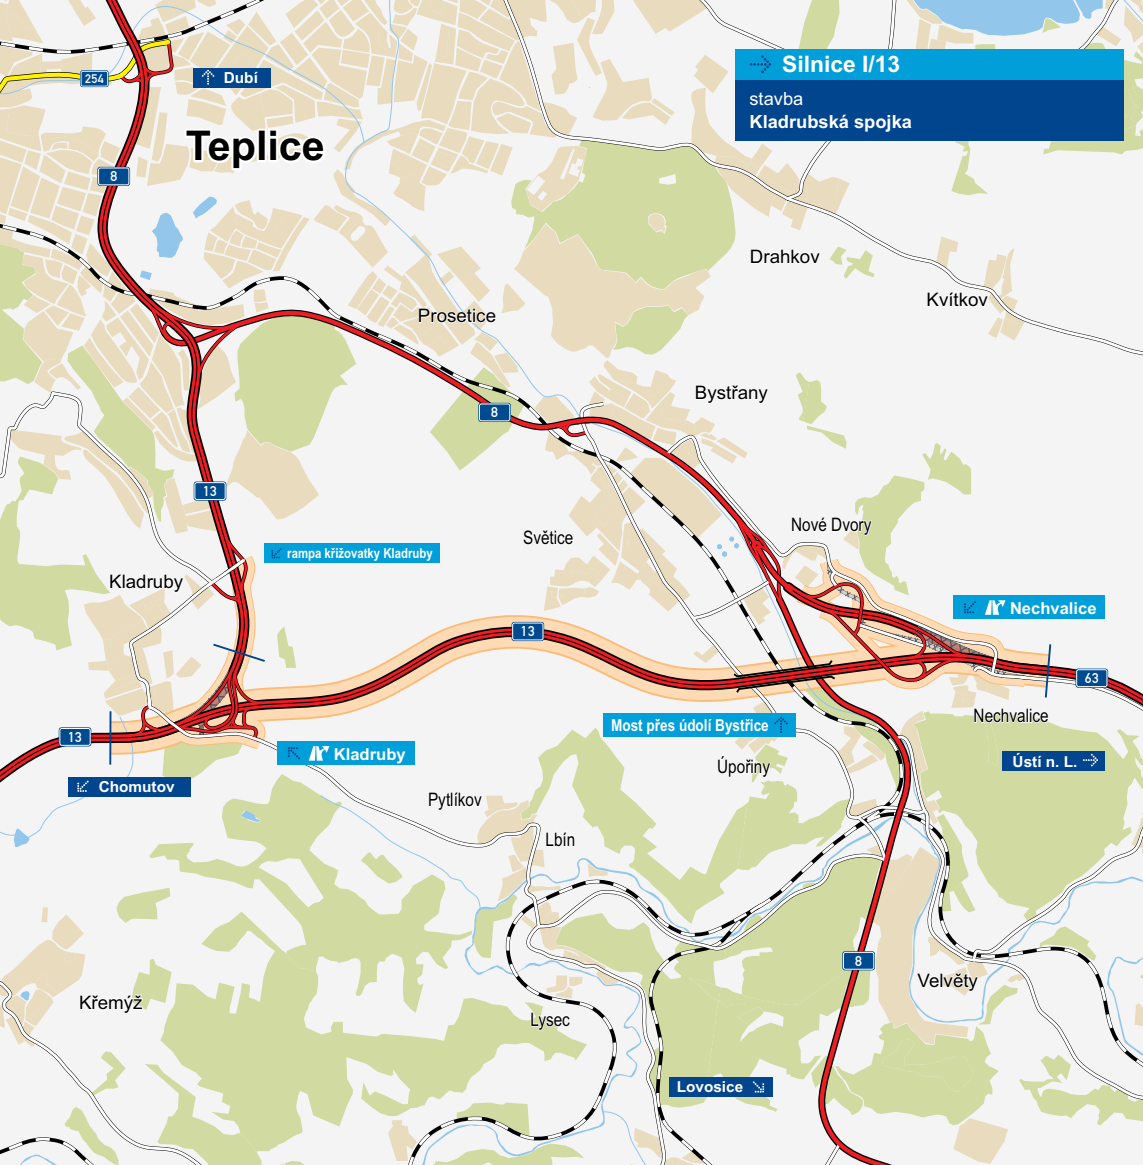 254
Dubí
Silnice I/13
stavba
Kladrubská spojka
Teplice
8
Drahkov
Kvítkov
Prosetice
Bystřany
8
13
Nové Dvory
Světice
rampa křižovatky Kladruby
Kladruby
Nechvalice
13
63
Nechvalice
Most přes údolí Bystřice
13
Kladruby
Ústí n. L.
Úpořiny
Chomutov
Pytlíkov
Lbín
8
Velvěty
Křemýž
Lysec
Lovosice